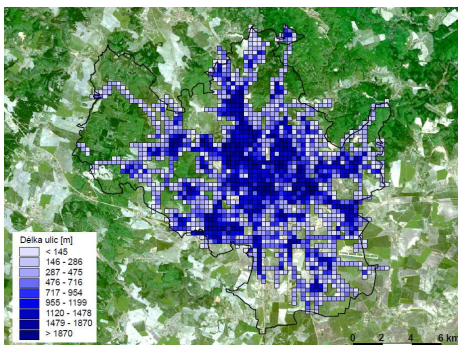 Délka ulic [m]
< 145
146 - 286
287 - 475
476 - 716
717 - 954
955 - 1199
1120 - 1478
1479 - 1870
> 1870
0 2 4 6 km